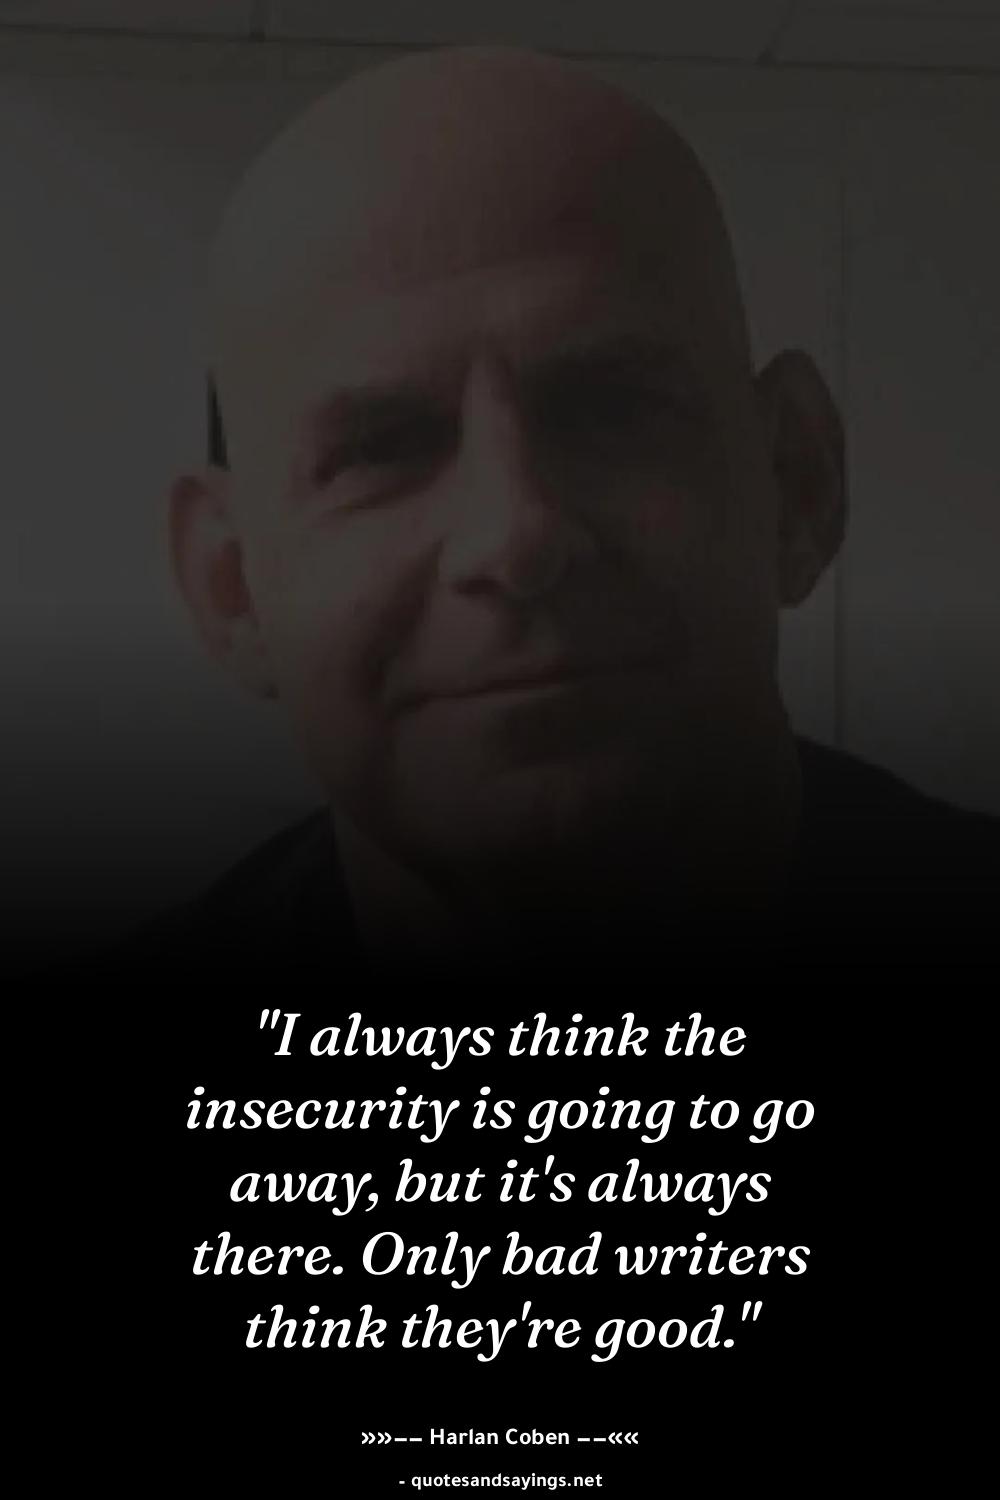 "I always think the
insecurity is going to go
away, but it's always
there. Only bad writers
think they're good."
»»–– Harlan Coben ––««
- quotesandsayings.net